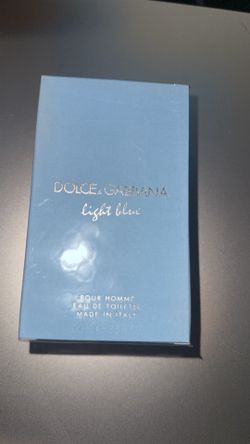 DOLCE & GABBANA
light blue
POUR HOMME
EAU DE TOILETTE
MADE IN ITALY